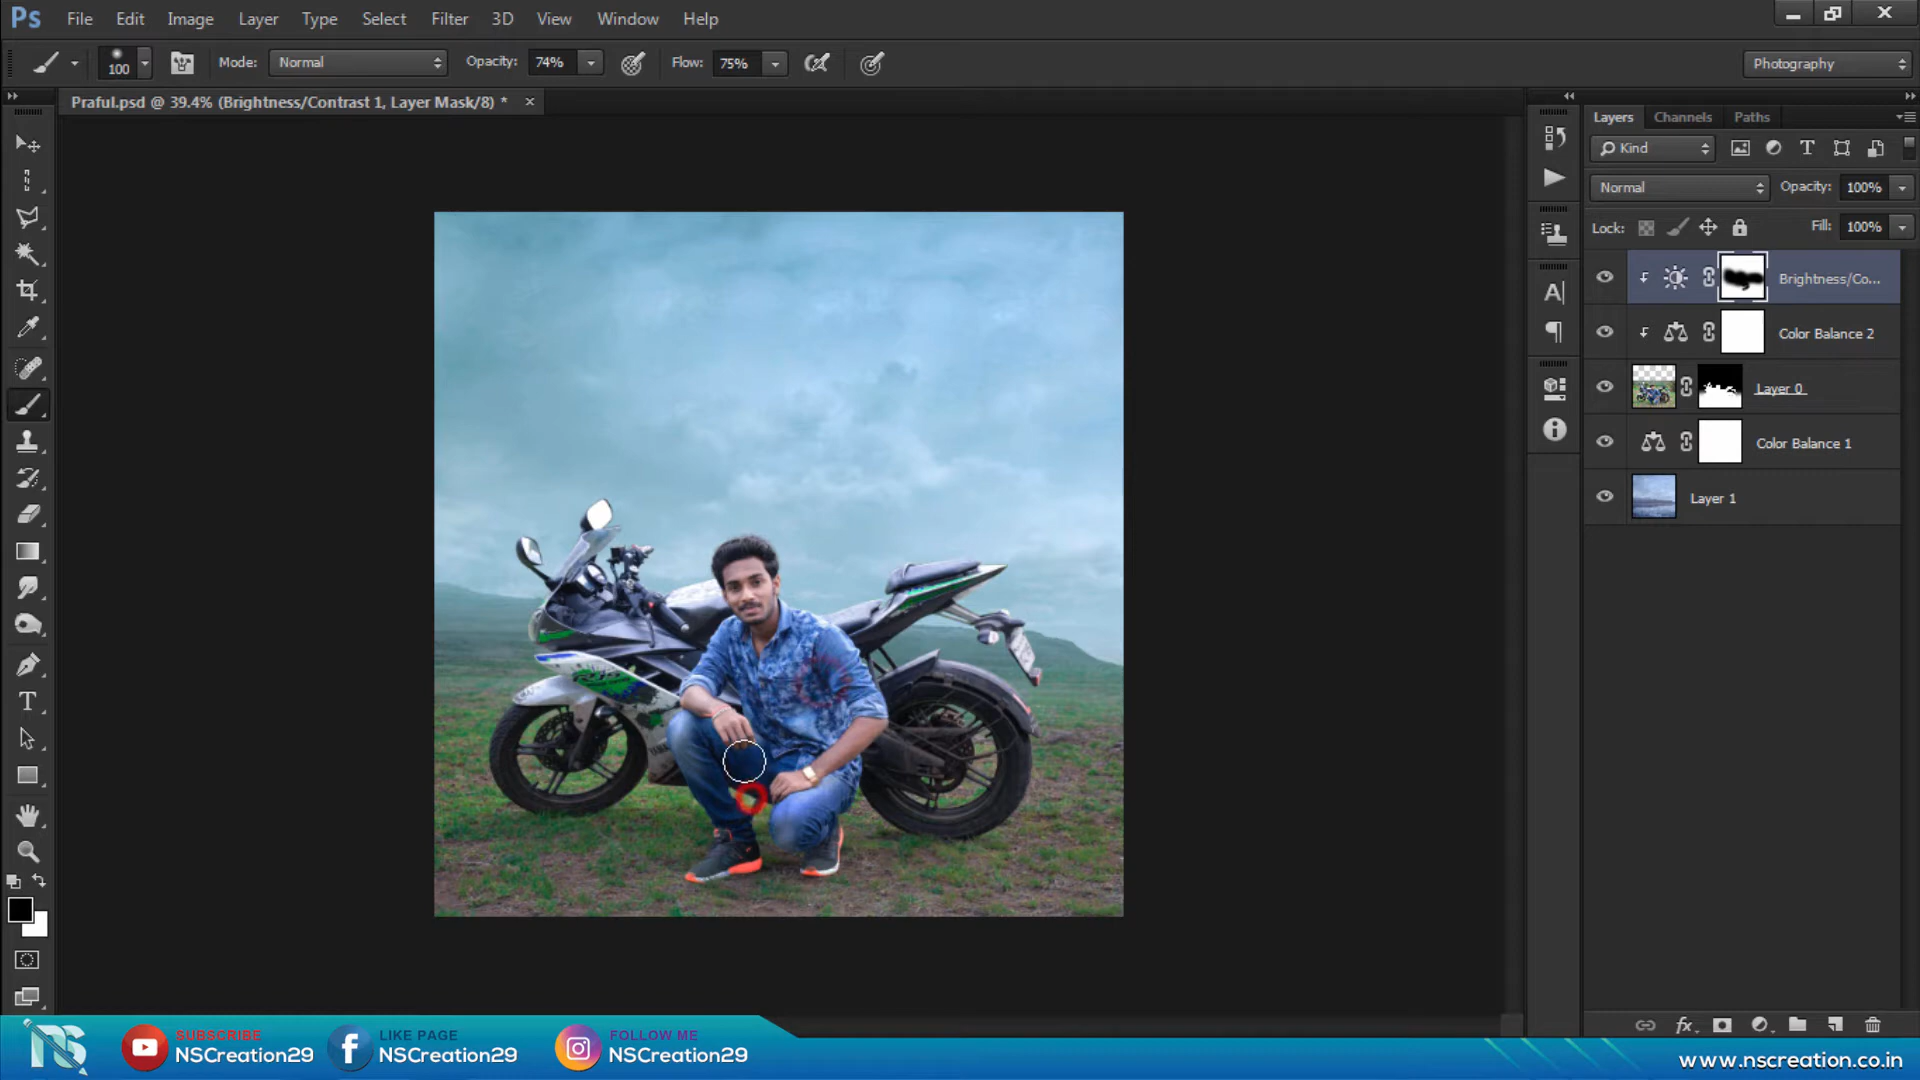 Ps File Edit Image Layer Type Select Filter 3D View Window Help
100 Mode: Normal Opacity: 74% Flow: 75% Photography
Praful.psd @ 39.4% (Brightness/Contrast 1, Layer Mask/8) *
Layers Channels Paths
Kind
Normal Opacity: 100%
Lock: Fill: 100%
Brightness/Co...
Color Balance 2
Layer 0
Color Balance 1
Layer 1
NS
SUBSCRIBE
NSCreation29
LIKE PAGE
NSCreation29
FOLLOW ME
NSCreation29
www.nscreation.co.in